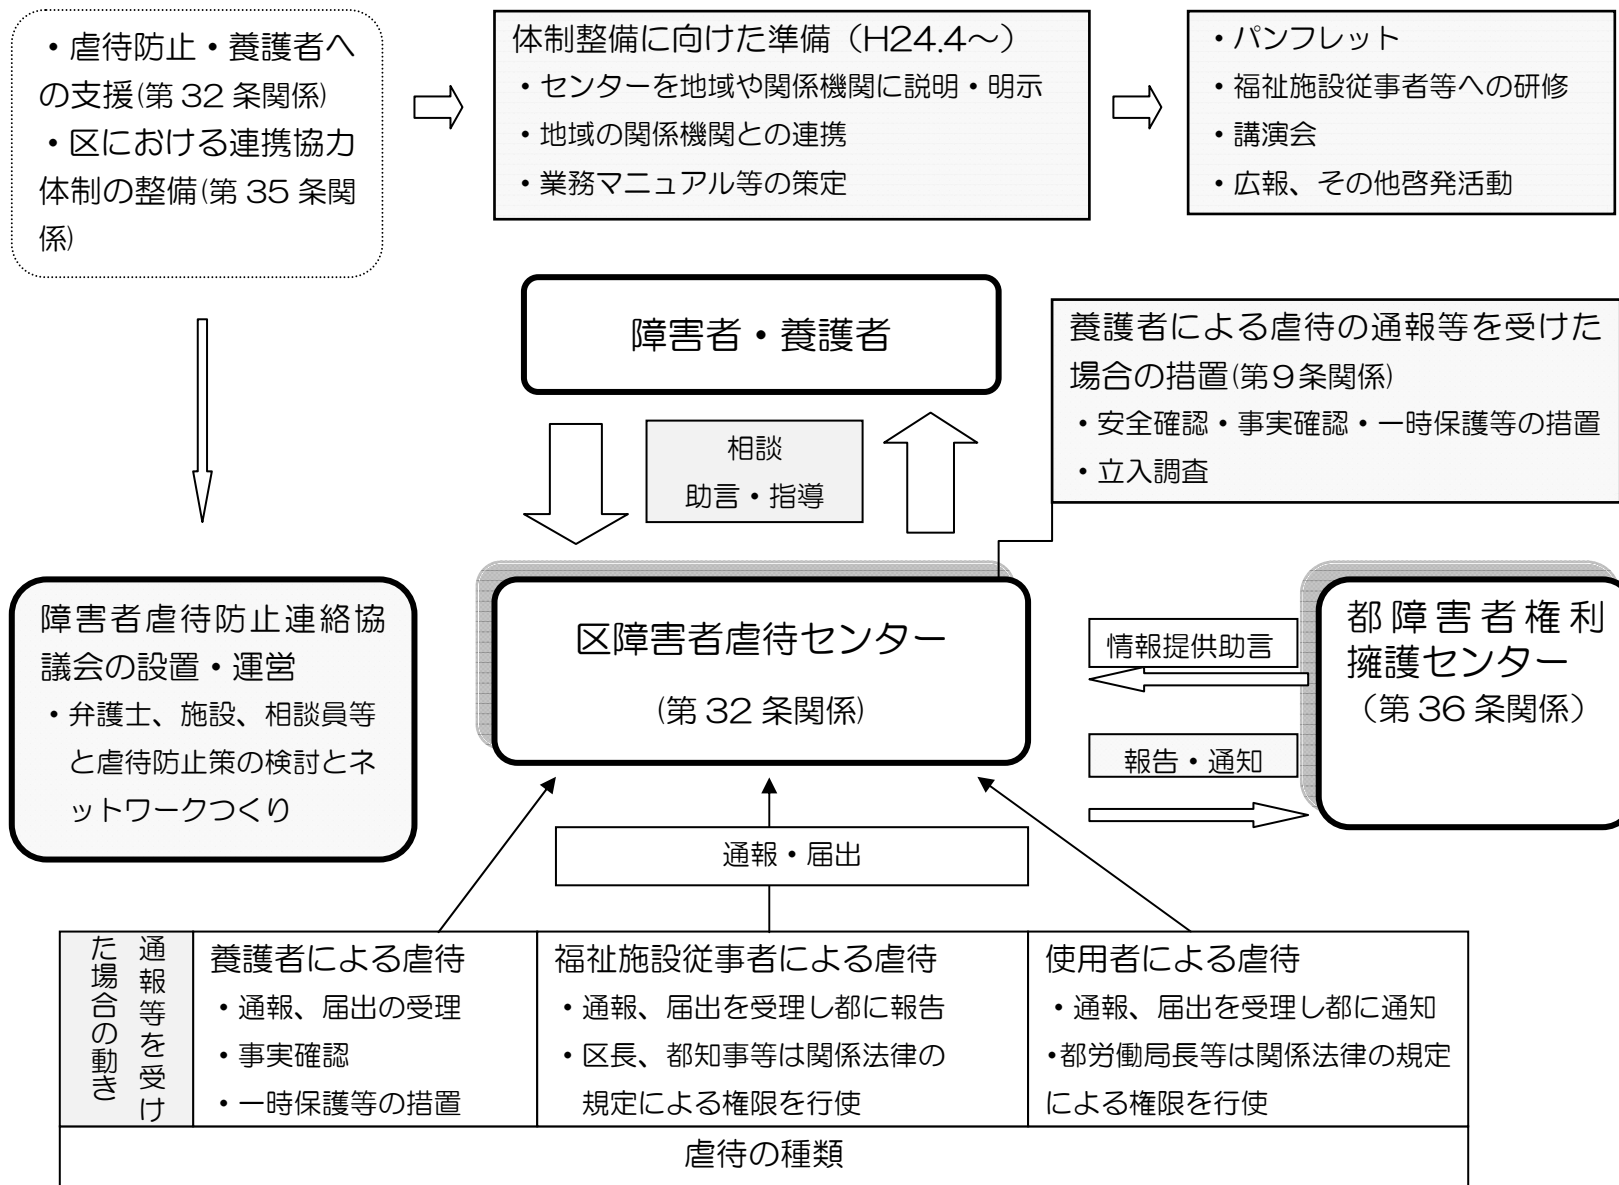 ・虐待防止・養護者へ
の支援(第32条関係)
・区における連携協力
体制の整備(第35条関
係)
体制整備に向けた準備（H24.4～）
・センターを地域や関係機関に説明・明示
・地域の関係機関との連携
・業務マニュアル等の策定
・パンフレット
・福祉施設従事者等への研修
・講演会
・広報、その他啓発活動
障害者・養護者
養護者による虐待の通報等を受けた
場合の措置(第９条関係)
・安全確認・事実確認・一時保護等の措置
・立入調査
相談
助言・指導
障害者虐待防止連絡協
議会の設置・運営
・弁護士、施設、相談員等
と虐待防止策の検討とネ
ットワークつくり
区障害者虐待センター
(第32条関係)
情報提供助言
報告・通知
都障害者権利
擁護センター
（第36条関係）
通報・届出
通報等を受け
た場合の動き
養護者による虐待
・通報、届出の受理
・事実確認
・一時保護等の措置
福祉施設従事者による虐待
・通報、届出を受理し都に報告
・区長、都知事等は関係法律の
規定による権限を行使
使用者による虐待
・通報、届出を受理し都に通知
・都労働局長等は関係法律の規定
による権限を行使
虐待の種類